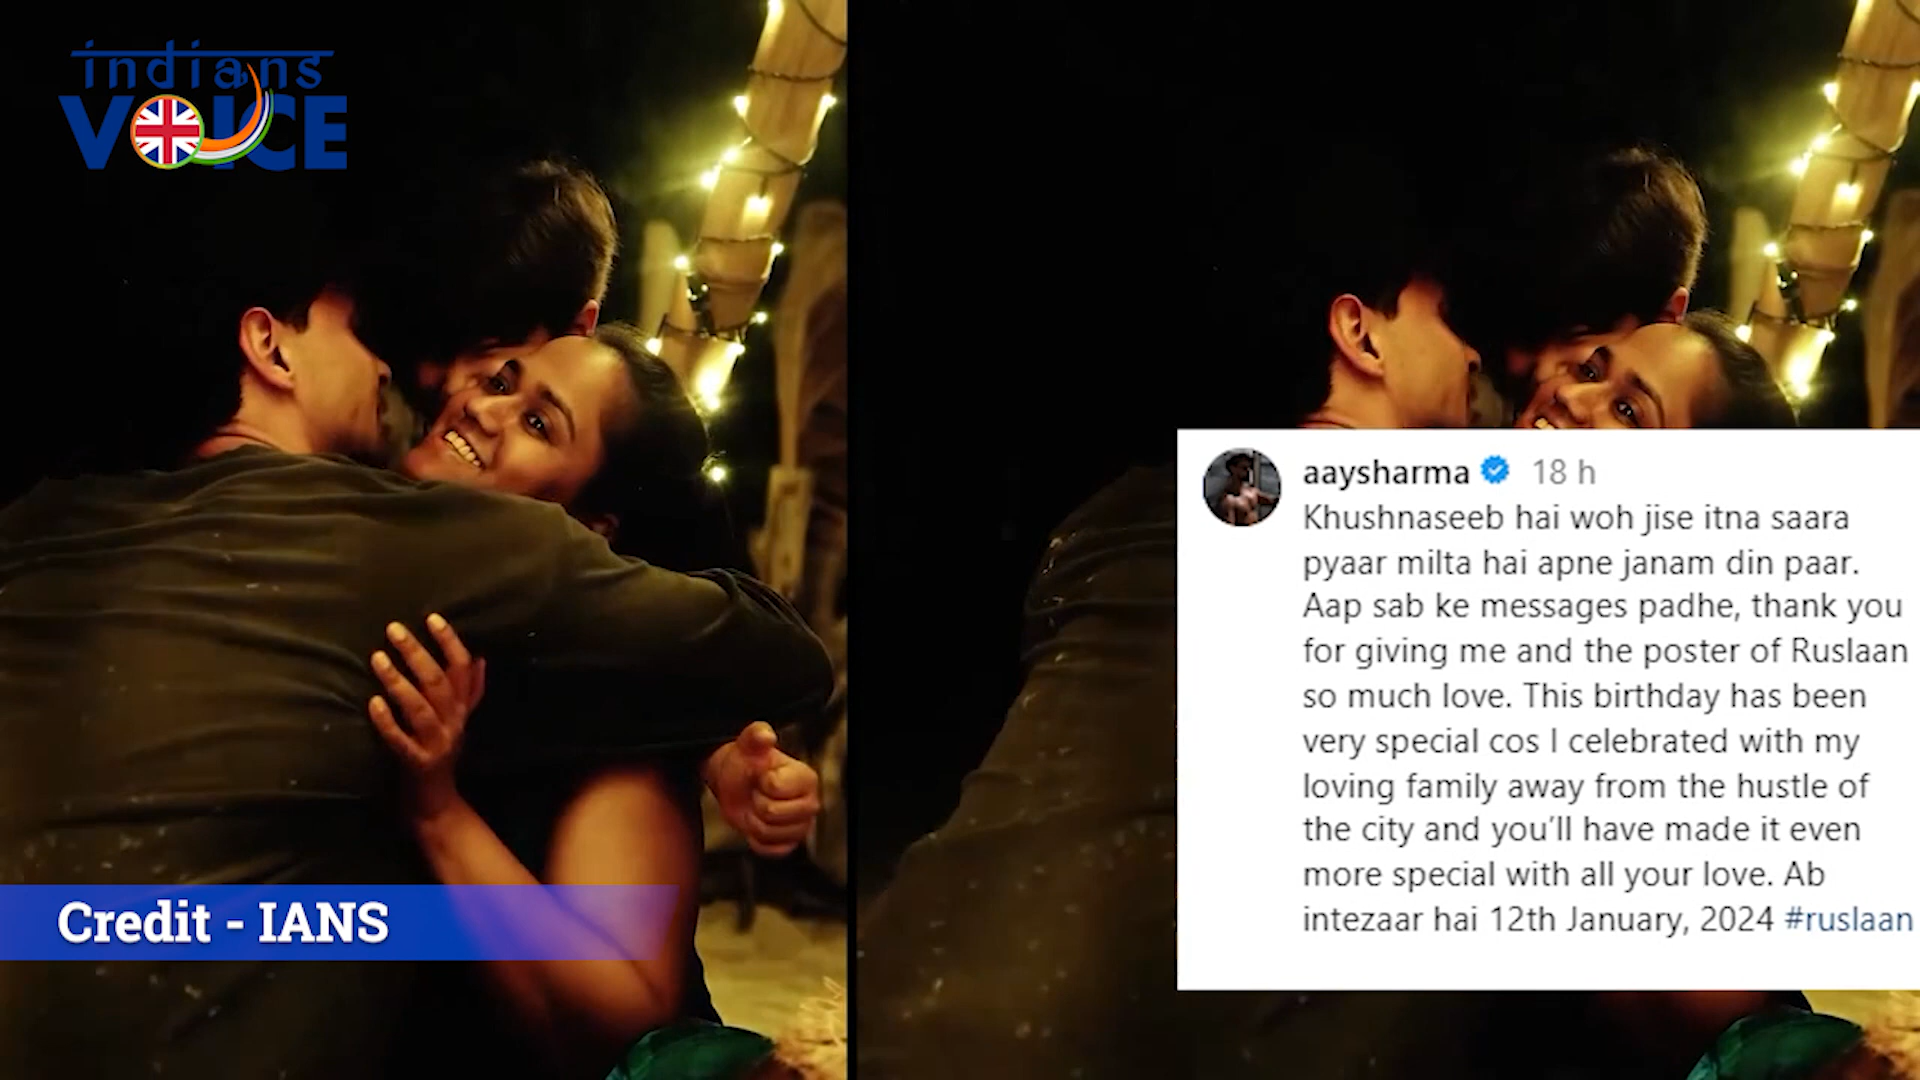 indians
VOICE
aaysharma 18 h
Khushnaseeb hai woh jise itna saara
pyaar milta hai apne janam din paar.
Aap sab ke messages padhe, thank you
for giving me and the poster of Ruslaan
so much love. This birthday has been
very special cos I celebrated with my
loving family away from the hustle of
the city and you'll have made it even
more special with all your love. Ab
intezaar hai 12th January, 2024 #ruslaan
Credit - IANS